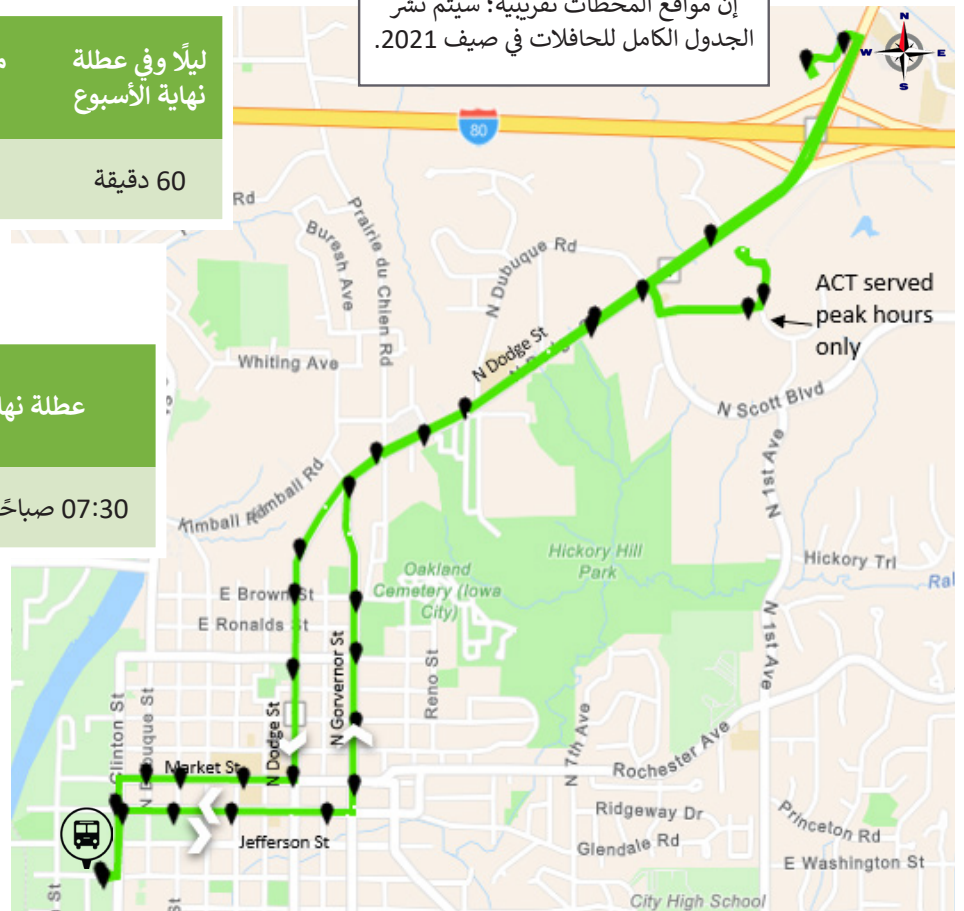 إن مواقع المحطات تقريبية؛ سيتم نشر
الجدول الكامل للحافلات في صيف 2021.
ليلًا وفي عطلة
نهاية الأسبوع
60 دقيقة
07:30 صباحًا
N
W
E
S
80
Rd
Prairie du Chien Rd
Buresh Ave
N Dubuque Rd
ACT served
peak hours
only
N Dodge St
Whiting Ave
N Scott Blvd
N 1st Ave
Kimball Rd
Hickory Hill
Park
Hickory Trl
Oakland
Cemetery (Iowa
City)
E Brown St
E Ronalds St
N Gorvernor St
Reno St
N 1st Ave
Clinton St
N Dubuque St
N Dodge St
N 7th Ave
Market St
Rochester Ave
Ridgeway Dr
Princeton Rd
Jefferson St
Glendale Rd
E Washington St
City High School
St
St